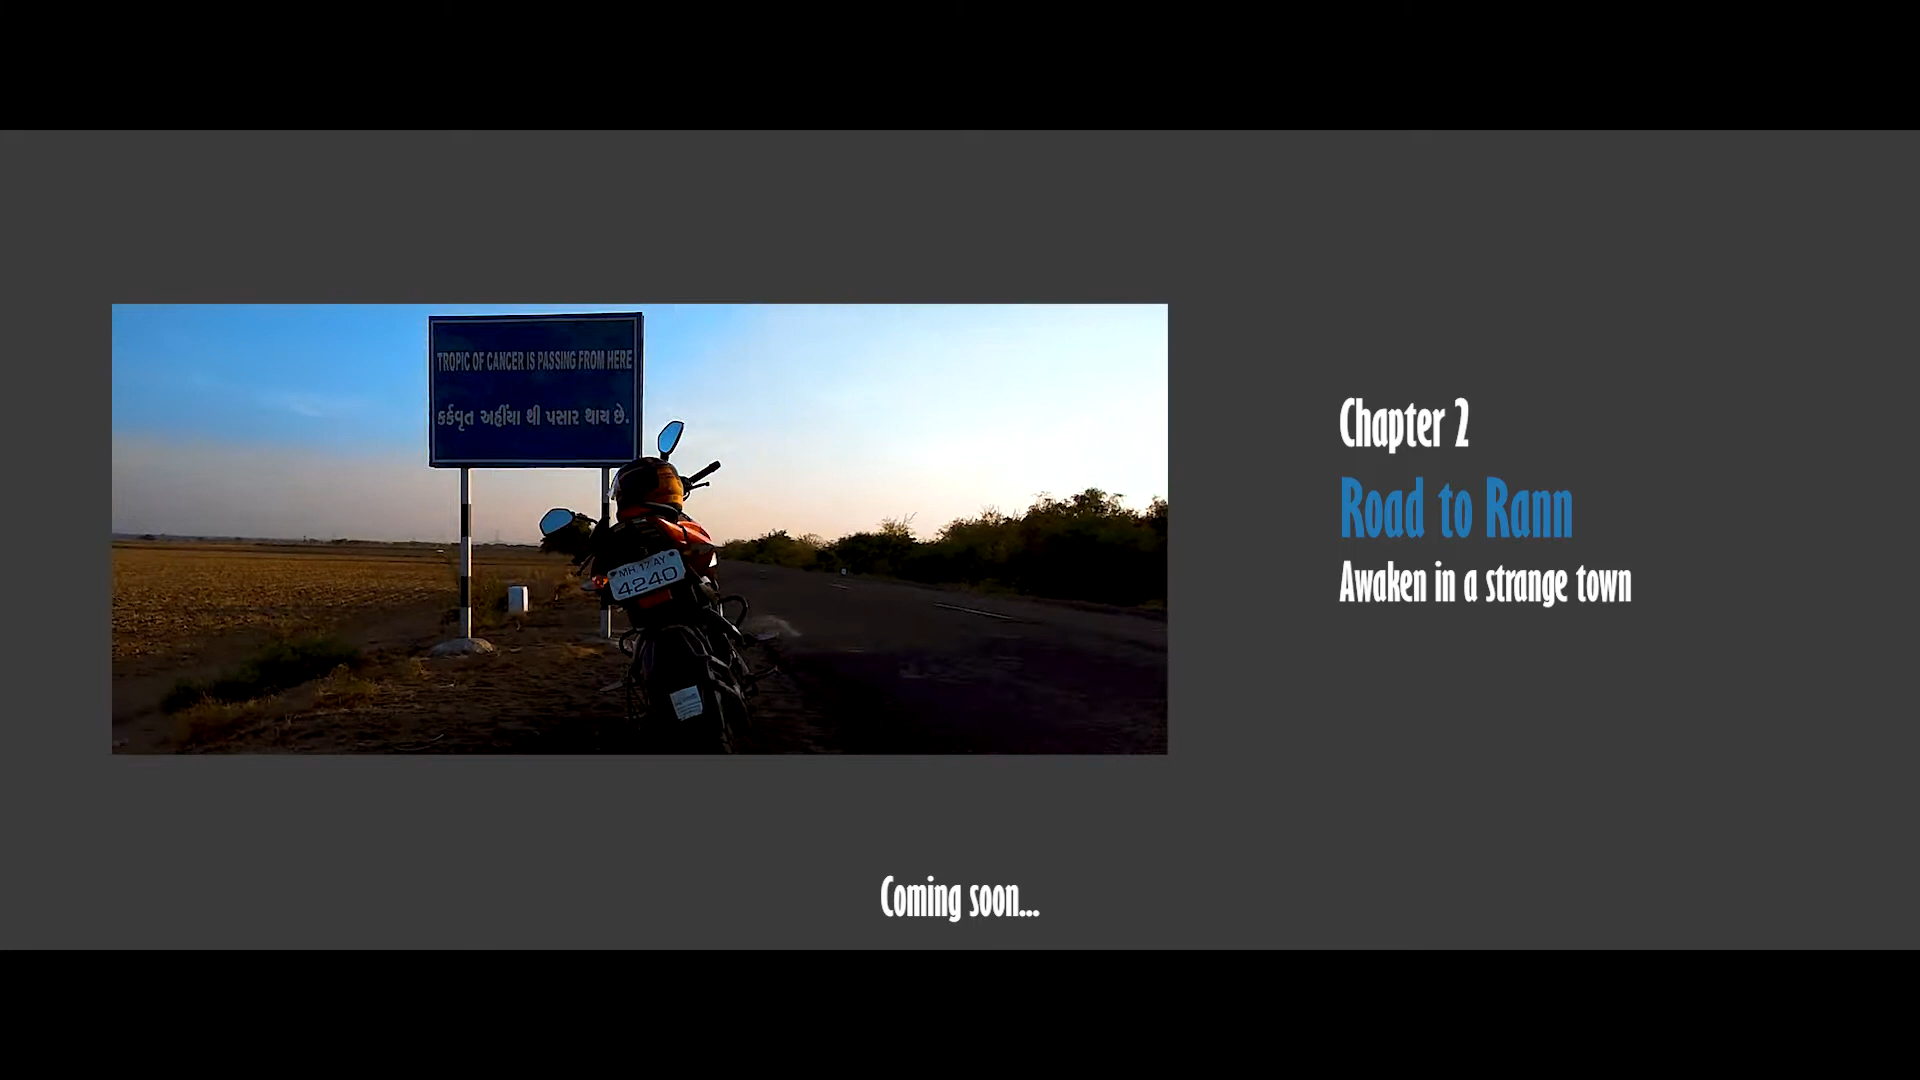 TROPIC OF CANCER IS PASSING FROM HERE
કર્કવૃત અહીંયા થી પસાર થાય છે.
MH 17 AY
4240
Chapter 2
Road to Rann
Awaken in a strange town
Coming soon...